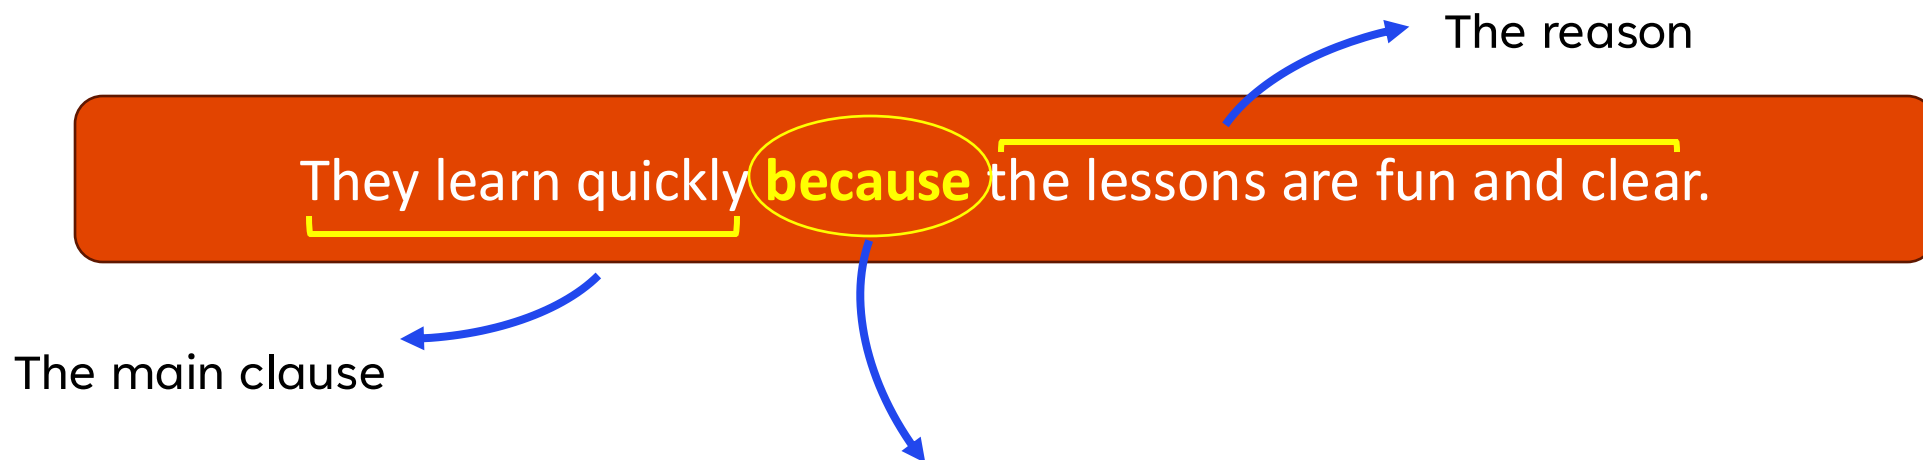 The reason
They learn quickly because the lessons are fun and clear.
The main clause